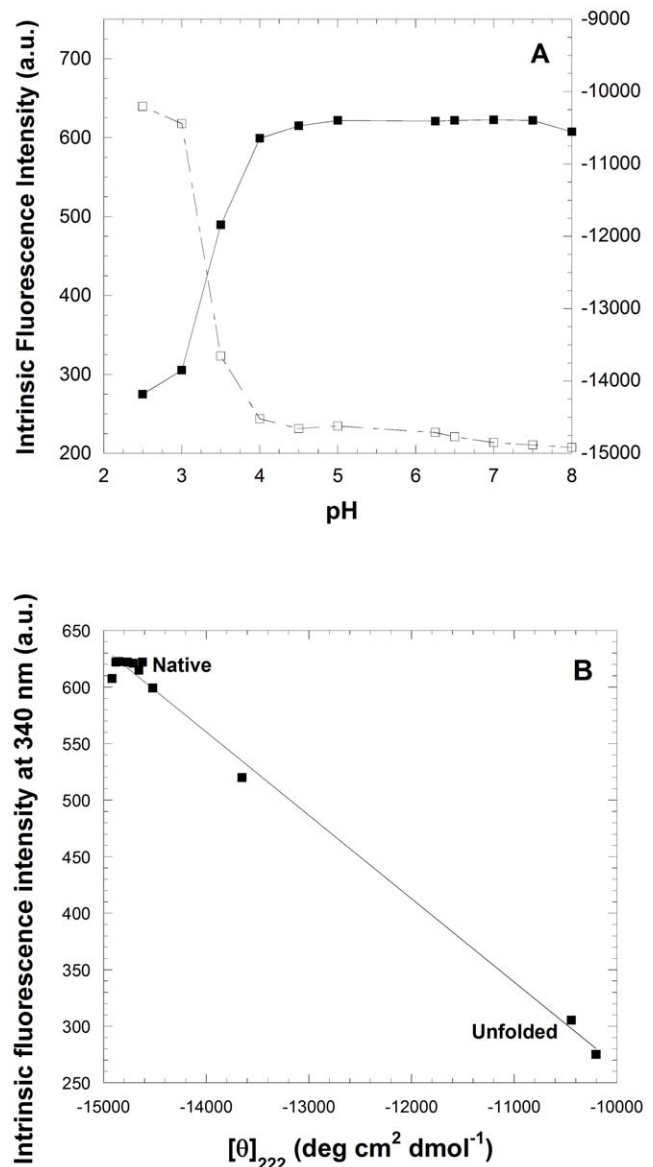 A
Intrinsic Fluorescence Intensity (a.u.)
700
600
500
400
300
200
-9000
-10000
-11000
-12000
-13000
-14000
-15000
2 3 4 5 6 7 8
pH
B
Intrinsic fluorescence intensity at 340 nm (a.u.)
650
600
550
500
450
400
350
300
250
Native
Unfolded
-15000 -14000 -13000 -12000 -11000 -10000
[θ]222 (deg cm2 dmol-1)